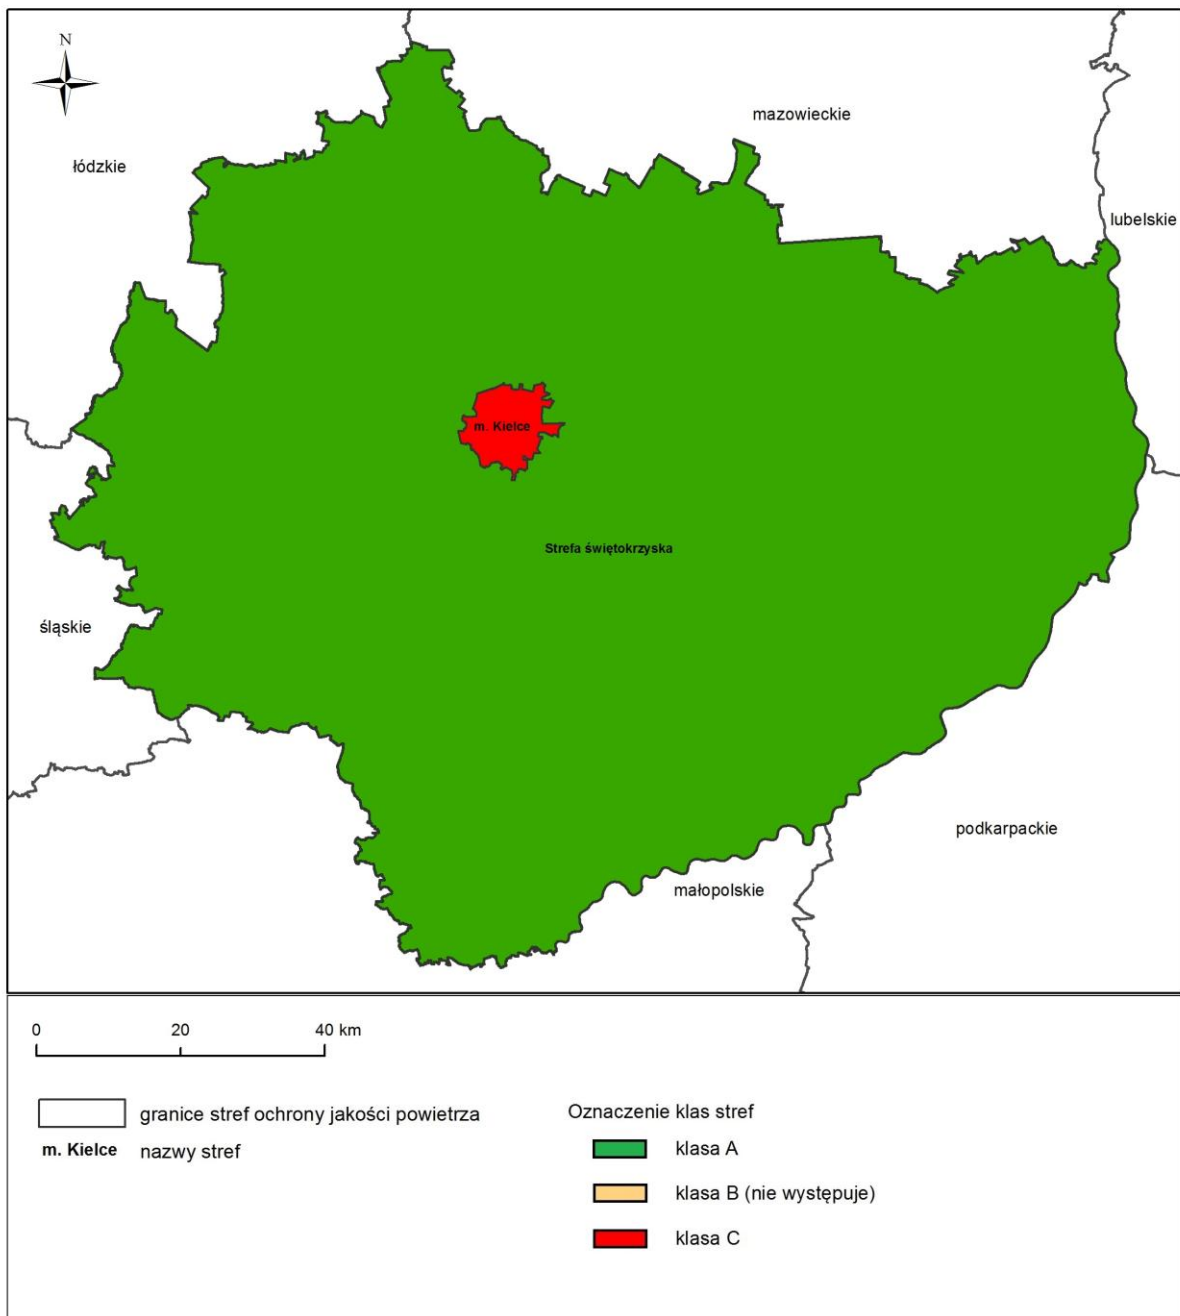 N
mazowieckie
łódzkie
lubelskie
m. Kielce
Strefa świętokrzyska
śląskie
podkarpackie
małopolskie
0 20 40 km
granice stref ochrony jakości powietrza
m. Kielce nazwy stref
Oznaczenie klas stref
klasa A
klasa B (nie występuje)
klasa C